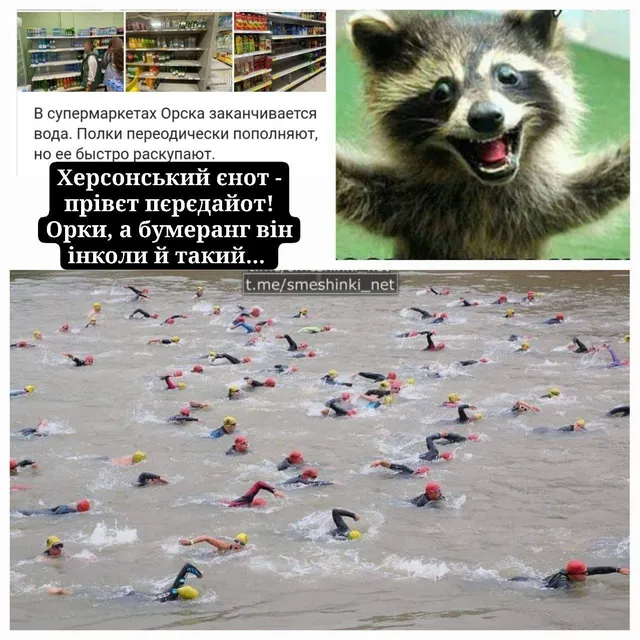 В супермаркетах Орска заканчивается
вода. Полки переодически пополняют,
но ее быстро раскупают.
Херсонський єнот -
прівєт пєрєдайот!
Орки, а бумеранг він
інколи й такий...
t.me/smeshinki_net